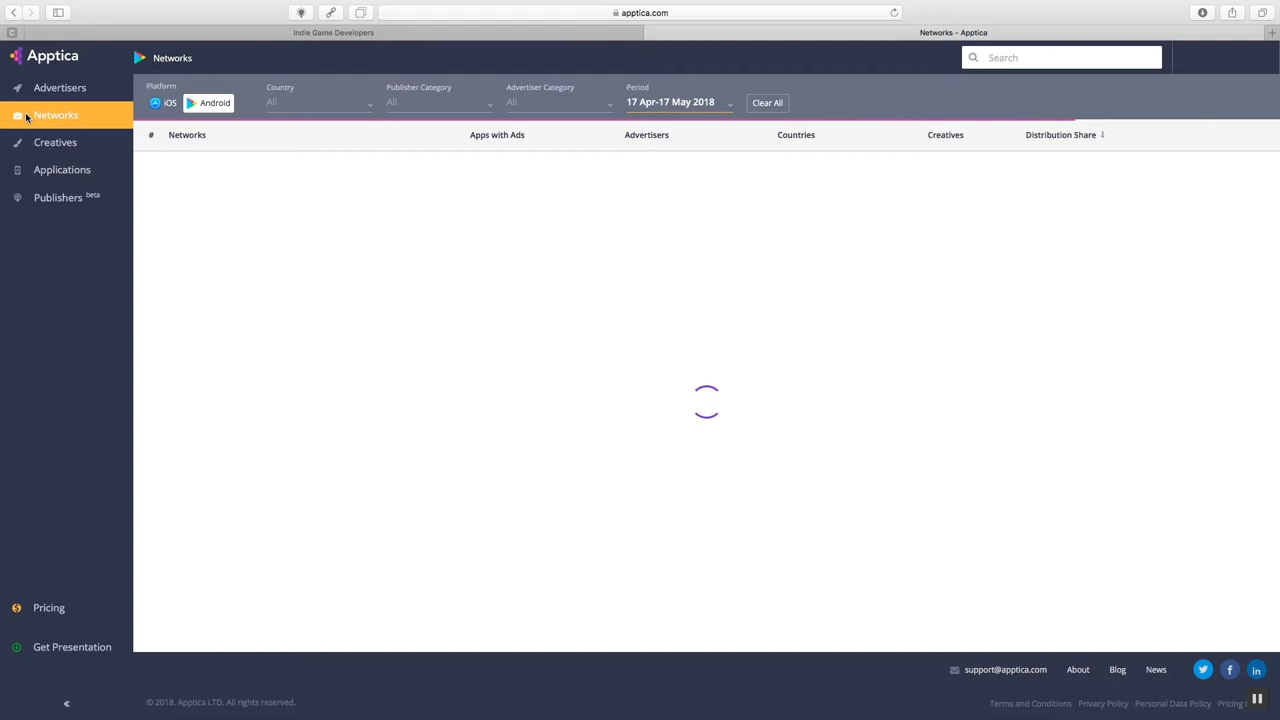 apptica.com
C
Indie Game Developers
Networks - Apptica
Apptica
Networks
Search
Advertisers
Networks
Creatives
Applications
Publishers beta
Platform
iOS
Android
Country
All
Publisher Category
All
Advertiser Category
All
Period
17 Apr-17 May 2018
Clear All
# Networks Apps with Ads Advertisers Countries Creatives Distribution Share
Pricing
Get Presentation
support@apptica.com About Blog News
© 2018. Apptica LTD. All rights reserved.
Terms and Conditions Privacy Policy Personal Data Policy Pricing